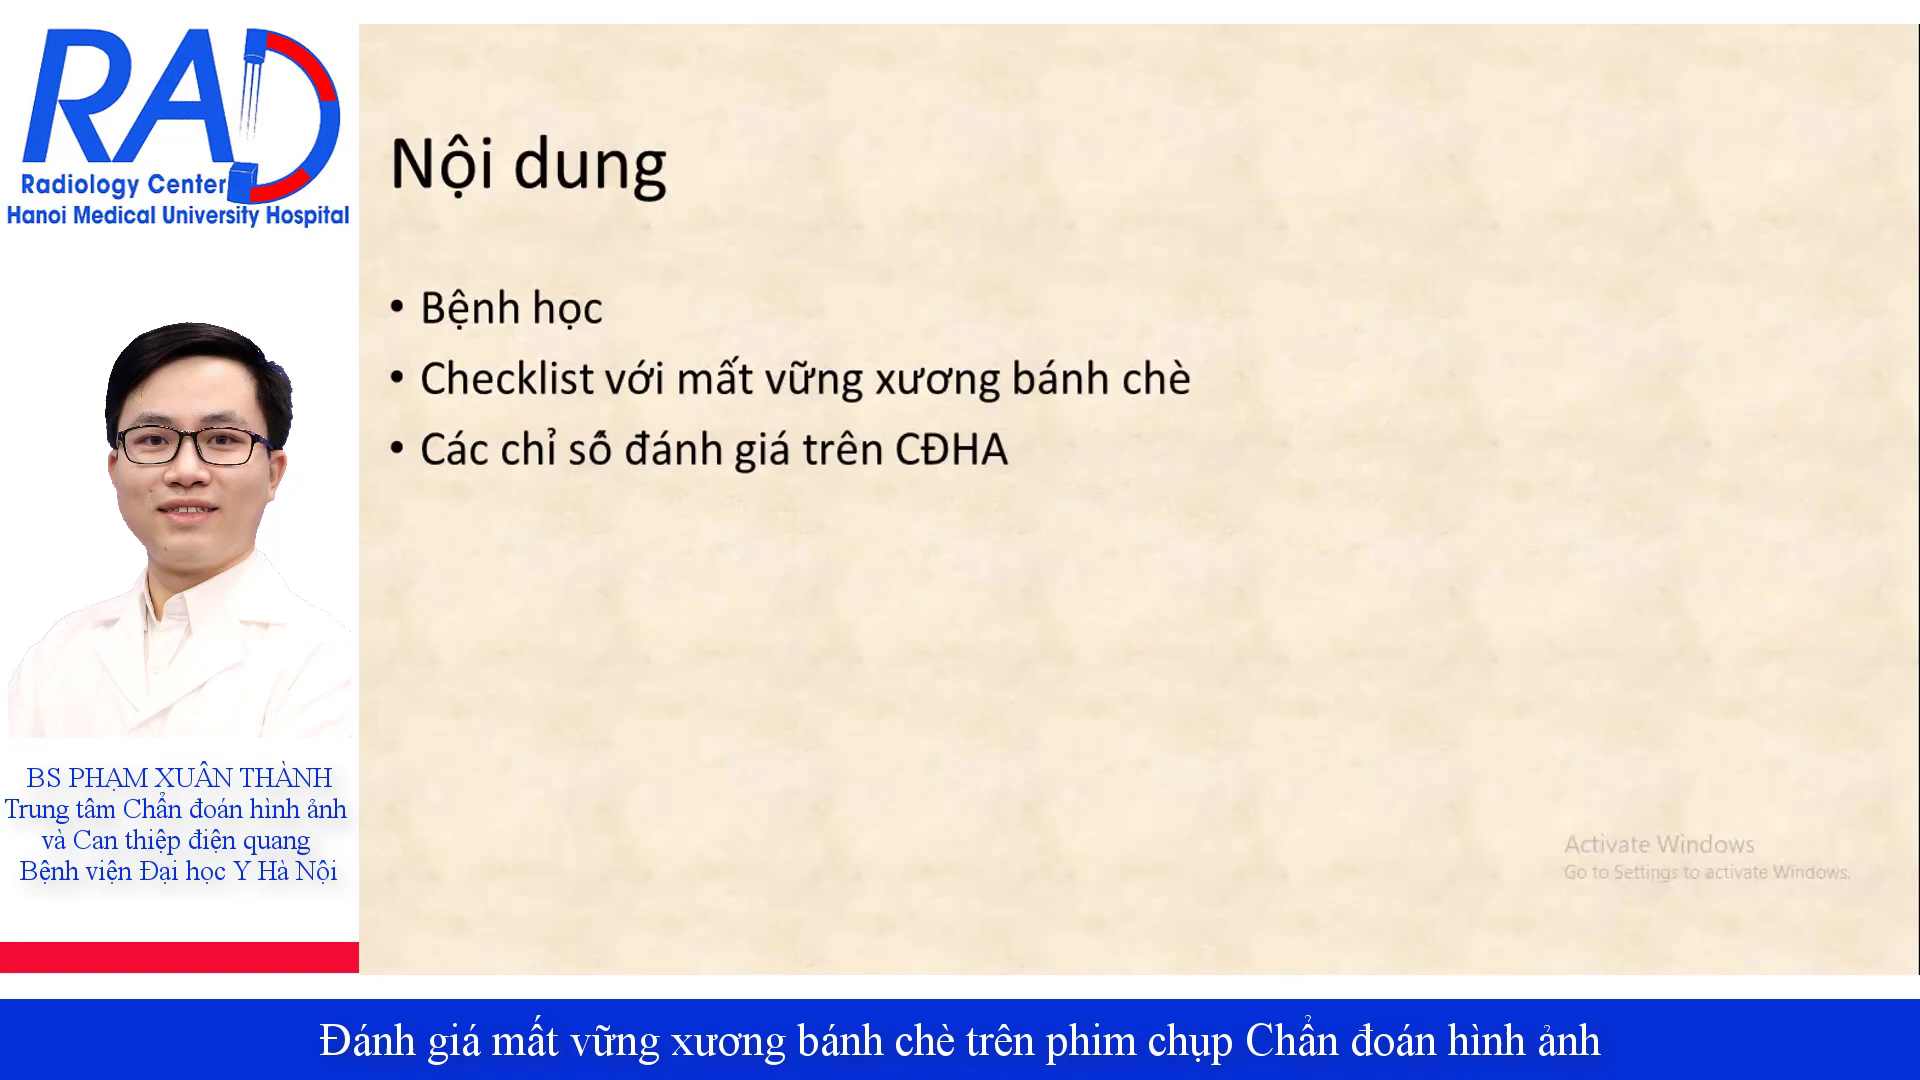 RAD
Radiology Center
Hanoi Medical University Hospital
Nội dung
• Bệnh học
• Checklist với mất vững xương bánh chè
• Các chỉ số đánh giá trên CĐHA
BS PHẠM XUÂN THÀNH
Trung tâm Chẩn đoán hình ảnh
và Can thiệp điện quang
Bệnh viện Đại học Y Hà Nội
Activate Windows
Go to Settings to activate Windows.
Đánh giá mất vững xương bánh chè trên phim chụp Chẩn đoán hình ảnh